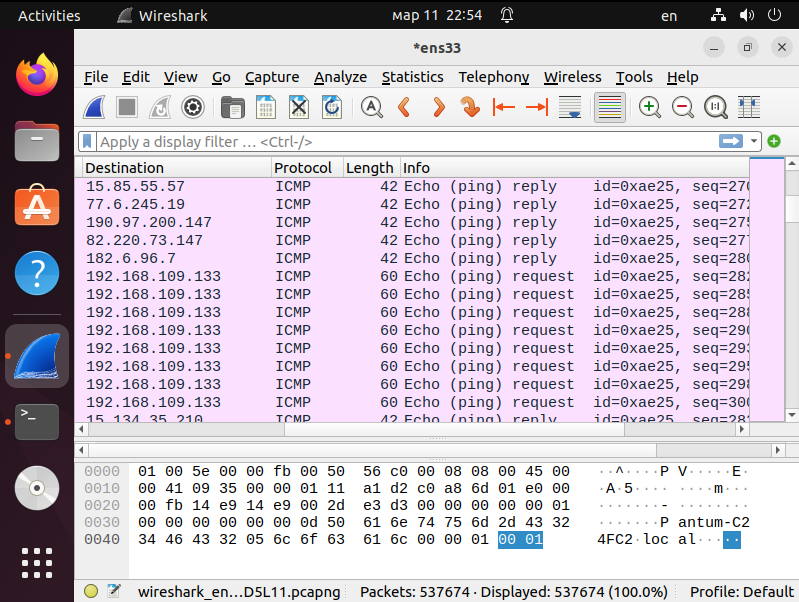 Activities Wireshark мар 11 22:54 en
*ens33
File Edit View Go Capture Analyze Statistics Telephony Wireless Tools Help
Apply a display filter … <Ctrl-/>
Destination Protocol Length Info
15.85.55.57 ICMP 42 Echo (ping) reply id=0xae25, seq=270
77.6.245.19 ICMP 42 Echo (ping) reply id=0xae25, seq=272
190.97.200.147 ICMP 42 Echo (ping) reply id=0xae25, seq=275
82.220.73.147 ICMP 42 Echo (ping) reply id=0xae25, seq=277
182.6.96.7 ICMP 42 Echo (ping) reply id=0xae25, seq=280
192.168.109.133 ICMP 60 Echo (ping) request id=0xae25, seq=282
192.168.109.133 ICMP 60 Echo (ping) request id=0xae25, seq=285
192.168.109.133 ICMP 60 Echo (ping) request id=0xae25, seq=288
192.168.109.133 ICMP 60 Echo (ping) request id=0xae25, seq=290
192.168.109.133 ICMP 60 Echo (ping) request id=0xae25, seq=293
192.168.109.133 ICMP 60 Echo (ping) request id=0xae25, seq=295
192.168.109.133 ICMP 60 Echo (ping) request id=0xae25, seq=298
192.168.109.133 ICMP 60 Echo (ping) request id=0xae25, seq=300
15.134.35.210 ICMP 42 Echo (ping) reply id=0xae25, seq=282
0000 01 00 5e 00 00 fb 00 50 56 c0 00 08 08 00 45 00 ··^····P V·····E·
0010 00 41 09 35 00 00 01 11 a1 d2 c0 a8 6d 01 e0 00 ·A·5···· ····m···
0020 00 fb 14 e9 14 e9 00 2d e3 d3 00 00 00 00 00 01 ·······- ········
0030 00 00 00 00 00 00 0d 50 61 6e 74 75 6d 2d 43 32 ·······P antum-C2
0040 34 46 43 32 05 6c 6f 63 61 6c 00 00 01 00 01 4FC2·loc al·····
wireshark_en…D5L11.pcapng Packets: 537674 · Displayed: 537674 (100.0%) Profile: Default